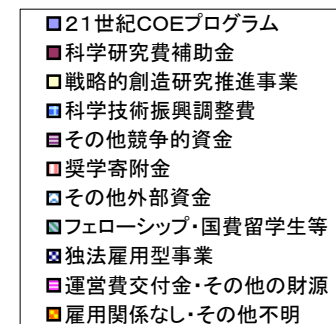 21世紀COEプログラム
科学研究費補助金
戦略的創造研究推進事業
科学技術振興調整費
その他競争的資金
奨学寄附金
その他外部資金
フェローシップ・国費留学生等
独法雇用型事業
運営費交付金・その他の財源
雇用関係なし・その他不明